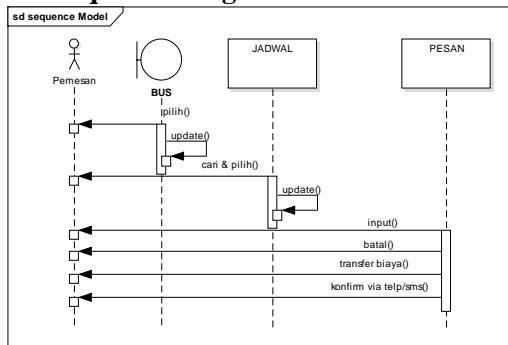 sd sequence Model
JADWAL
PESAN
Pemesan
BUS
pilih()
update()
cari & pilih()
update()
input()
batal()
transfer biaya()
konfirm via telp/sms()